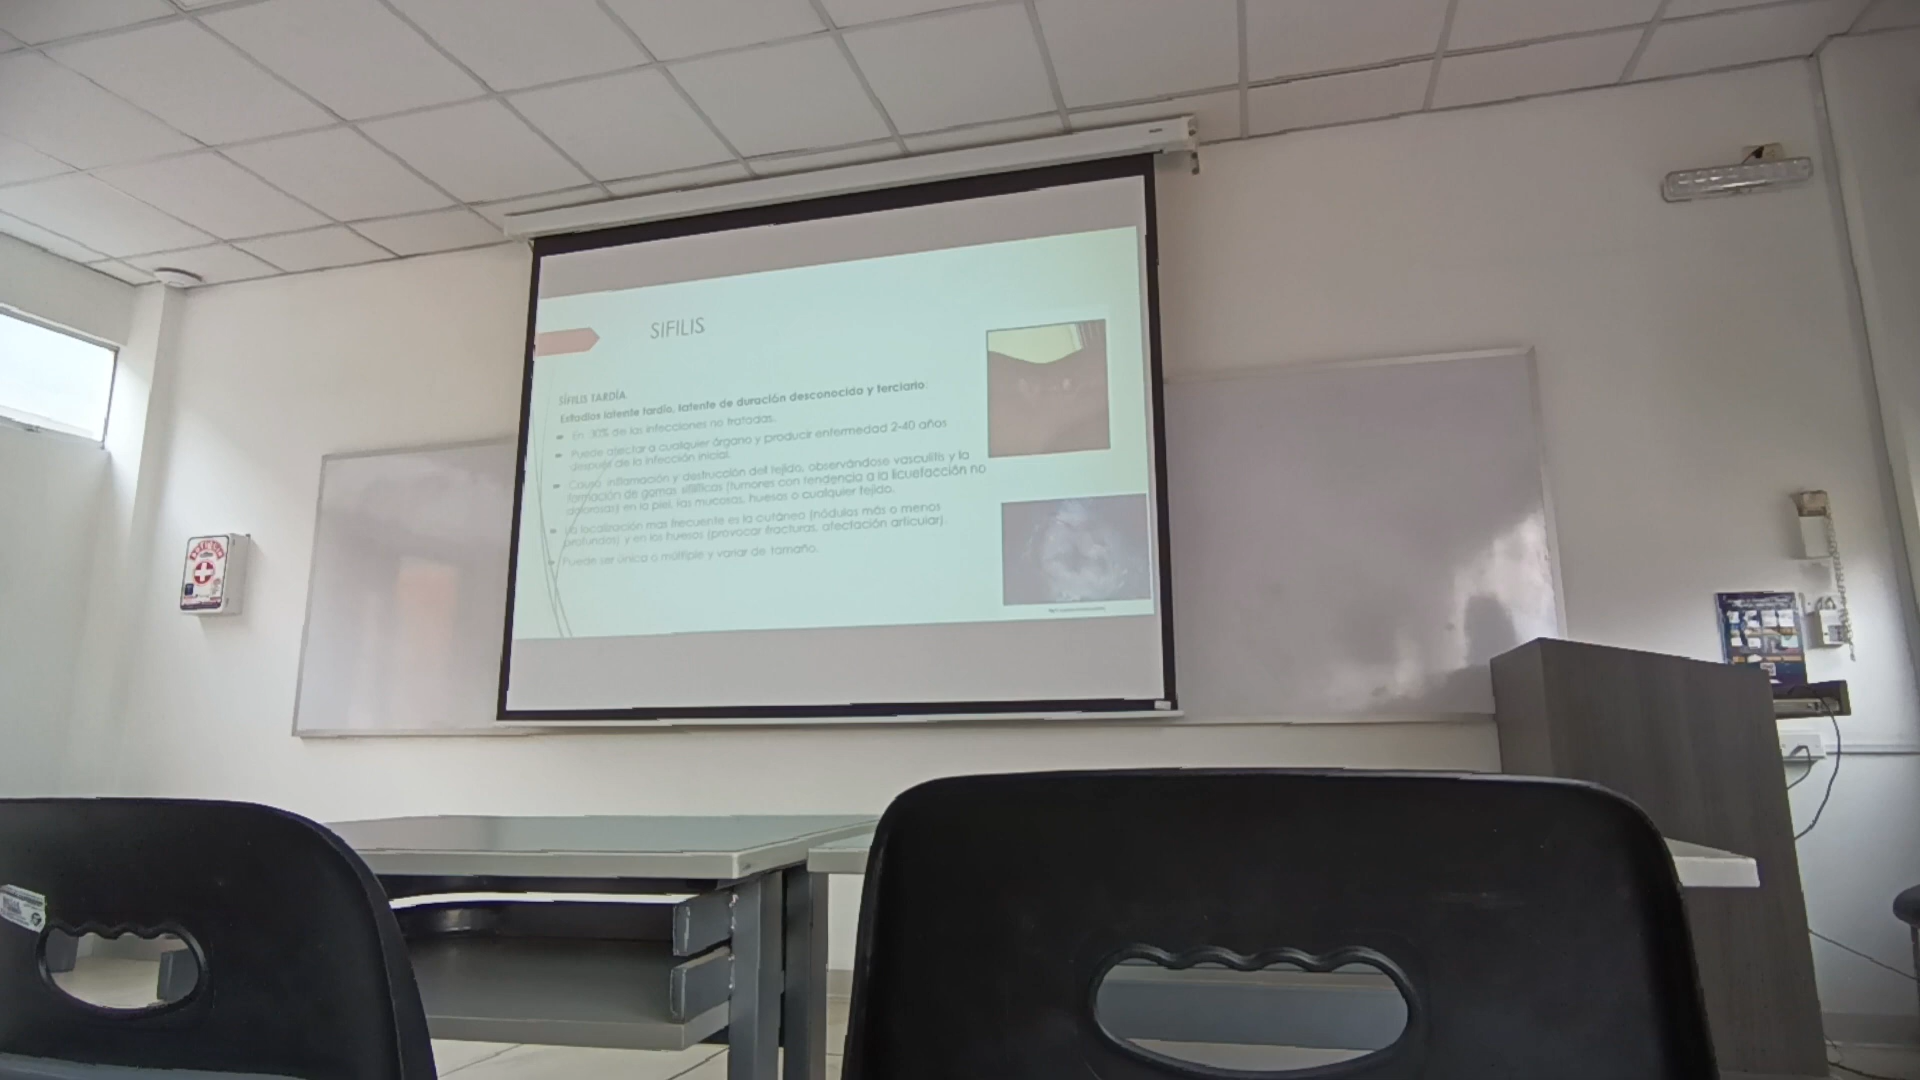 SIFILIS
SÍFILIS TARDÍA.
Estadios latente tardío, latente de duración desconocida y terciario:
En 30% de las infecciones no tratadas.
Puede afectar a cualquier órgano y producir enfermedad 2-40 años
después de la infección inicial.
Causa inflamación y destrucción del tejido, observándose vasculitis y la
formación de gomas sifilíticas (tumores con tendencia a la licuefacción no
dolorosas) en la piel, las mucosas, huesos o cualquier tejido.
La localización mas frecuente es la cutánea (nódulos más o menos
profundos) y en los huesos (provocar fracturas, afectación articular).
Puede ser única o múltiple y variar de tamaño.